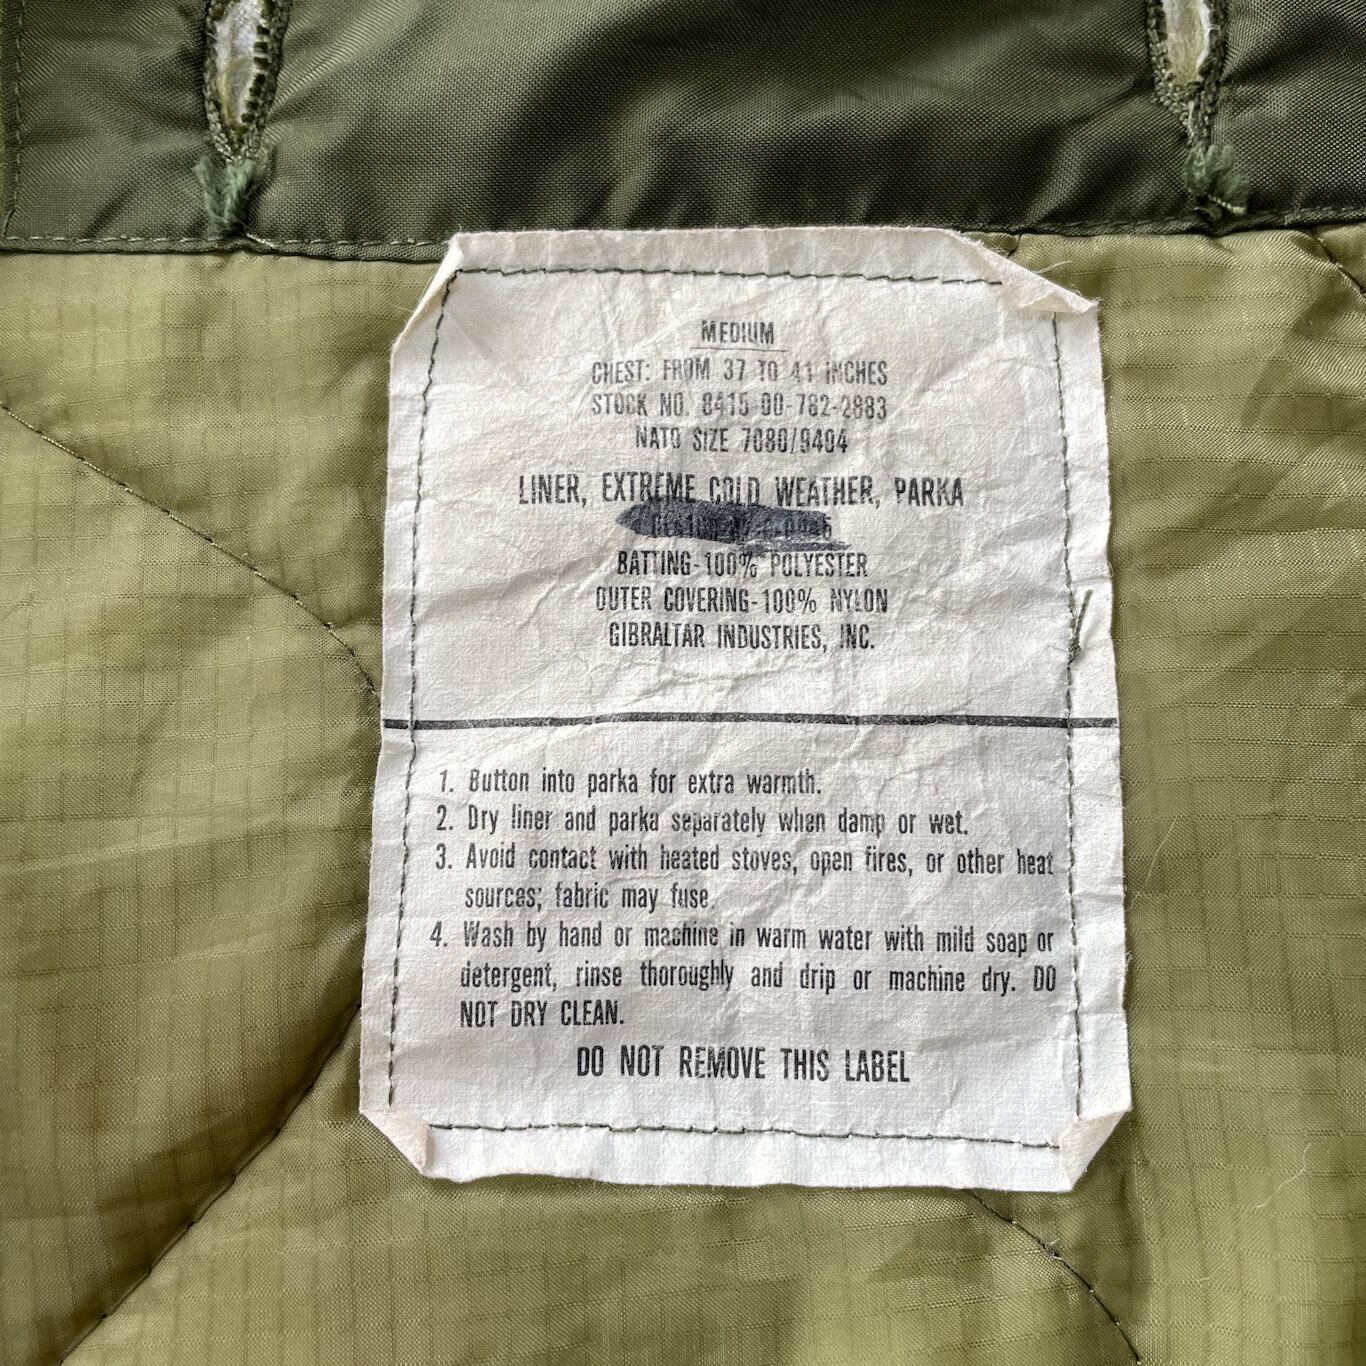 MEDIUM
CHEST: FROM 37 TO 41 INCHES
STOCK NO. 8415-00-782-2883
NATO SIZE 7080/9404
LINER, EXTREME COLD WEATHER, PARKA
BATTING-100% POLYESTER
OUTER COVERING-100% NYLON
GIBRALTAR INDUSTRIES, INC.
1. Button into parka for extra warmth.
2. Dry liner and parka separately when damp or wet.
3. Avoid contact with heated stoves, open fires, or other heat
sources; fabric may fuse.
4. Wash by hand or machine in warm water with mild soap or
detergent, rinse thoroughly and drip or machine dry. DO
NOT DRY CLEAN.
DO NOT REMOVE THIS LABEL